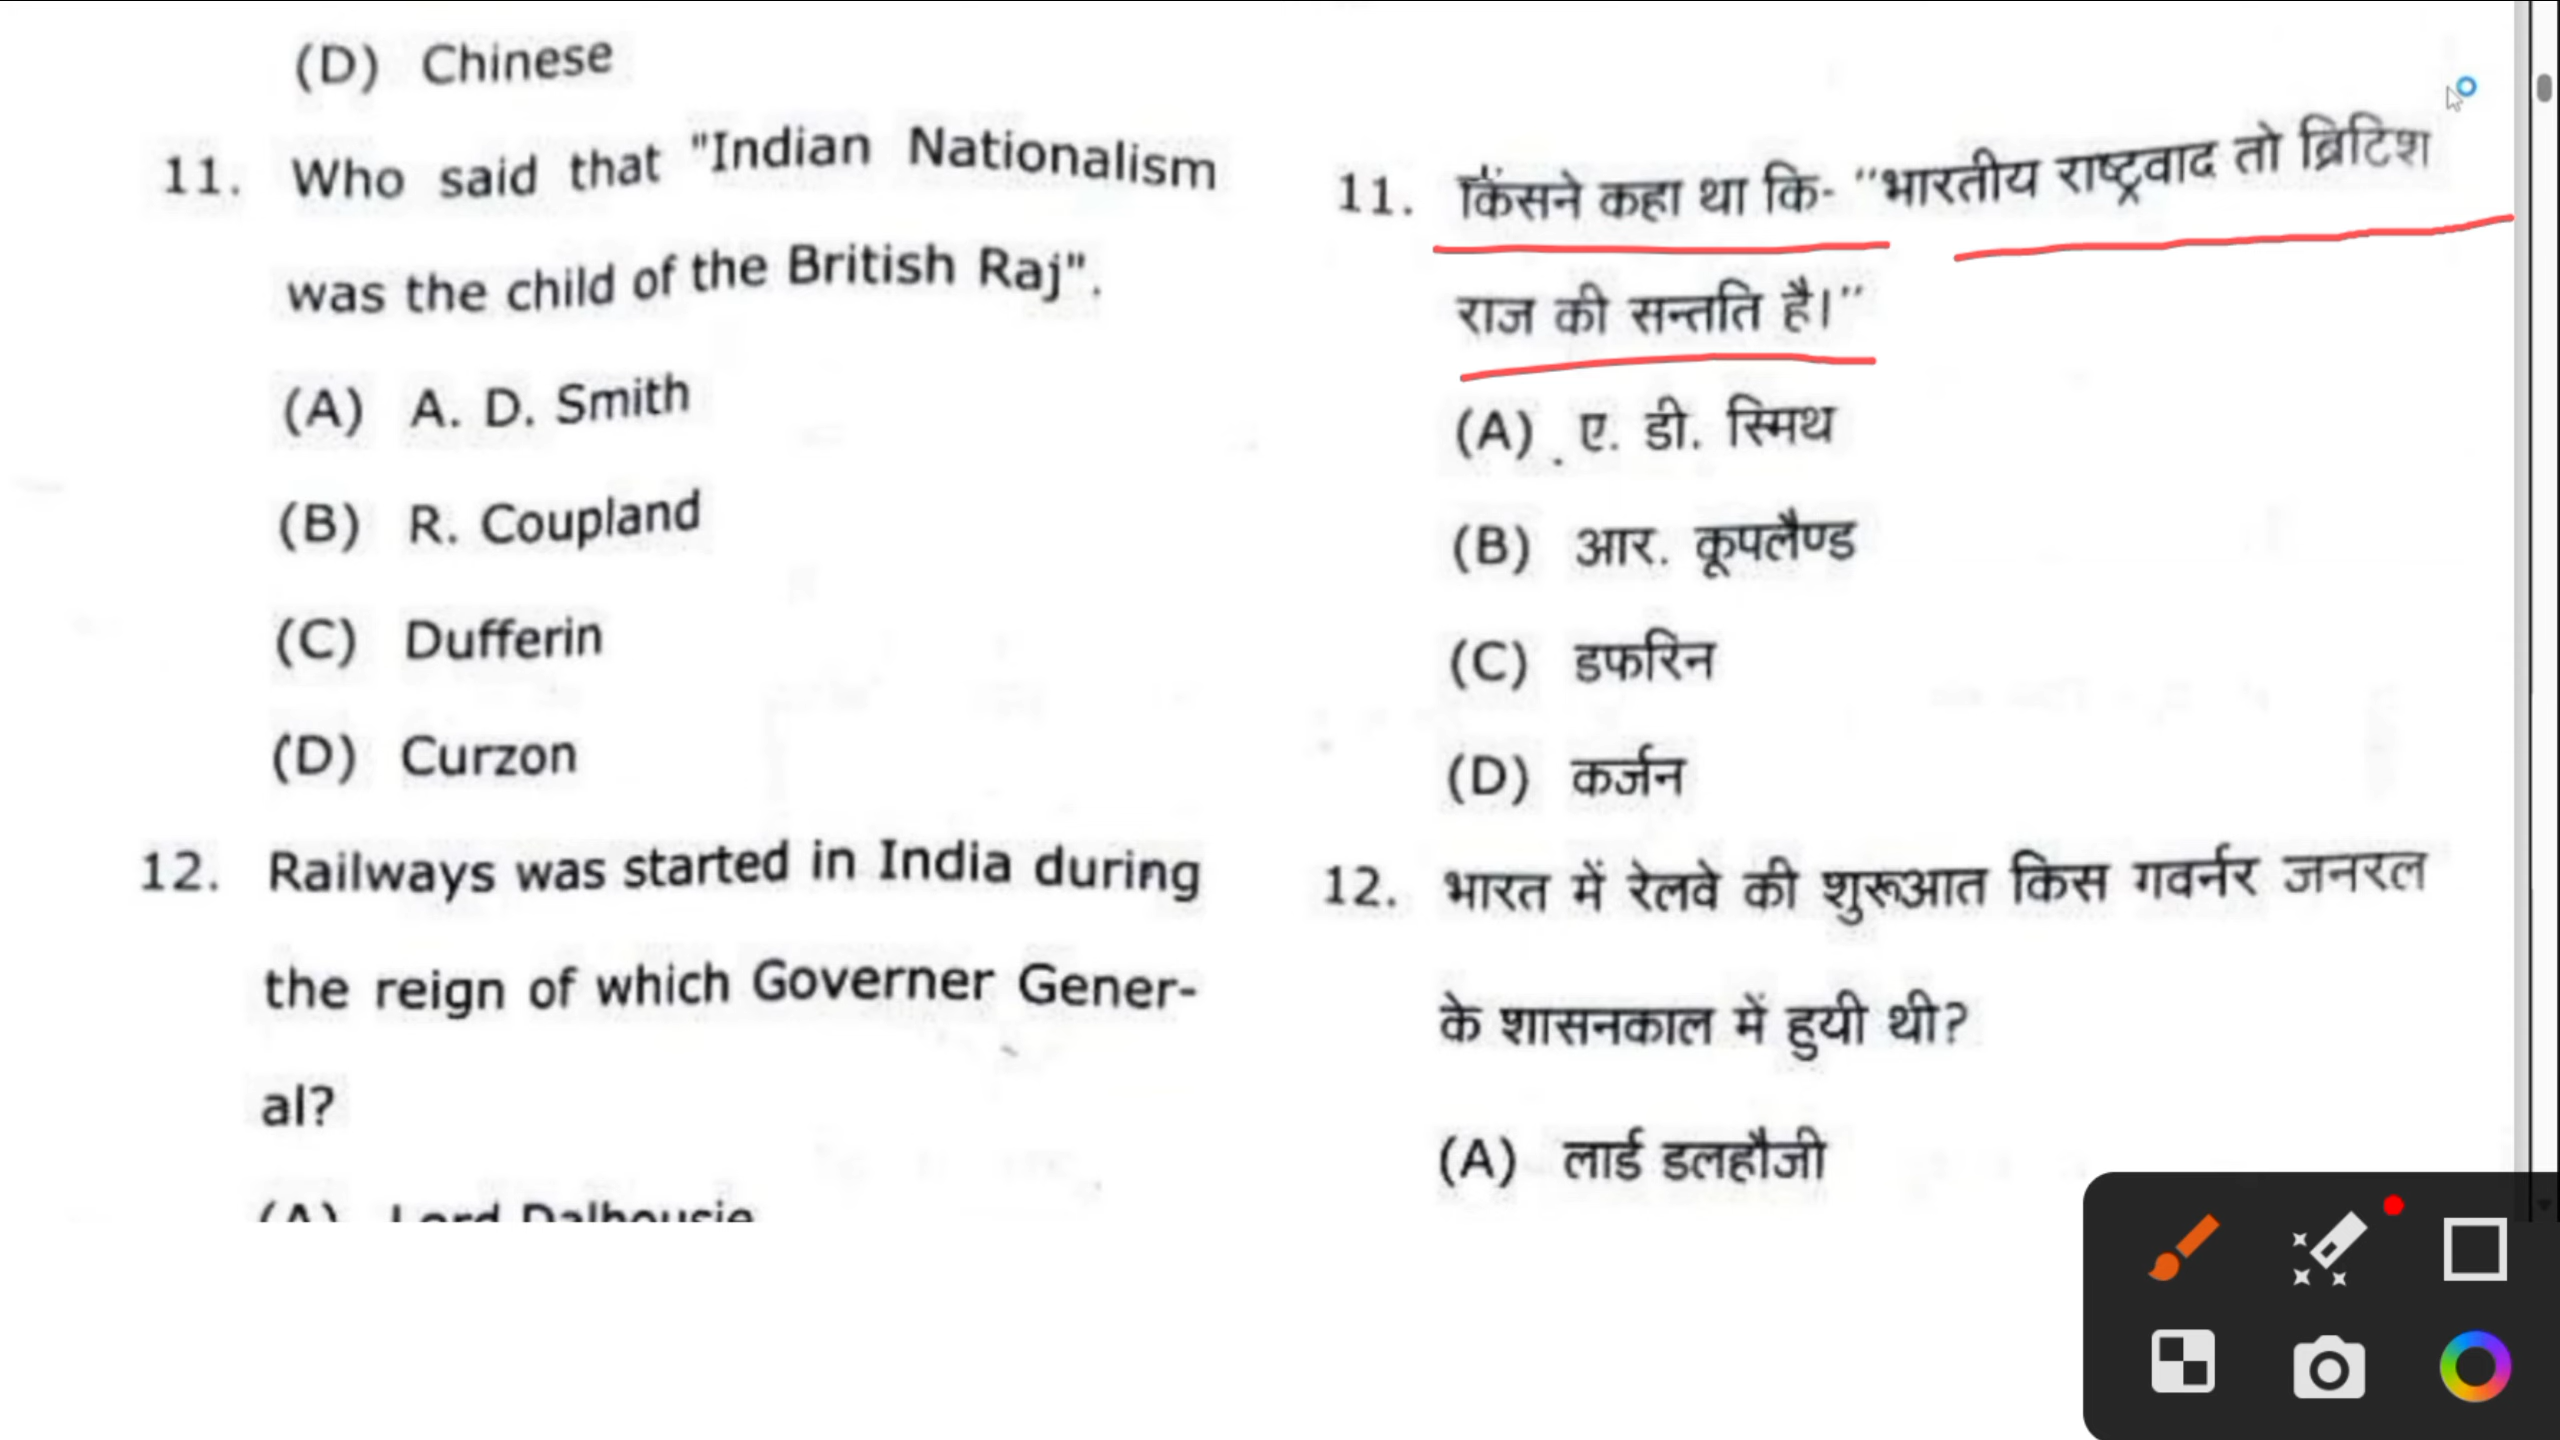 (D) Chinese
11. Who said that "Indian Nationalism
was the child of the British Raj".
(A) A. D. Smith
(B) R. Coupland
(C) Dufferin
(D) Curzon
12. Railways was started in India during
the reign of which Governer Gener-
al?
(A) Lord Dalhousie
11. किसने कहा था कि- ''भारतीय राष्ट्रवाद तो ब्रिटिश
राज की सन्तति है।''
(A) ए. डी. स्मिथ
(B) आर. कूपलैण्ड
(C) डफरिन
(D) कर्जन
12. भारत में रेलवे की शुरूआत किस गवर्नर जनरल
के शासनकाल में हुयी थी?
(A) लार्ड डलहौजी